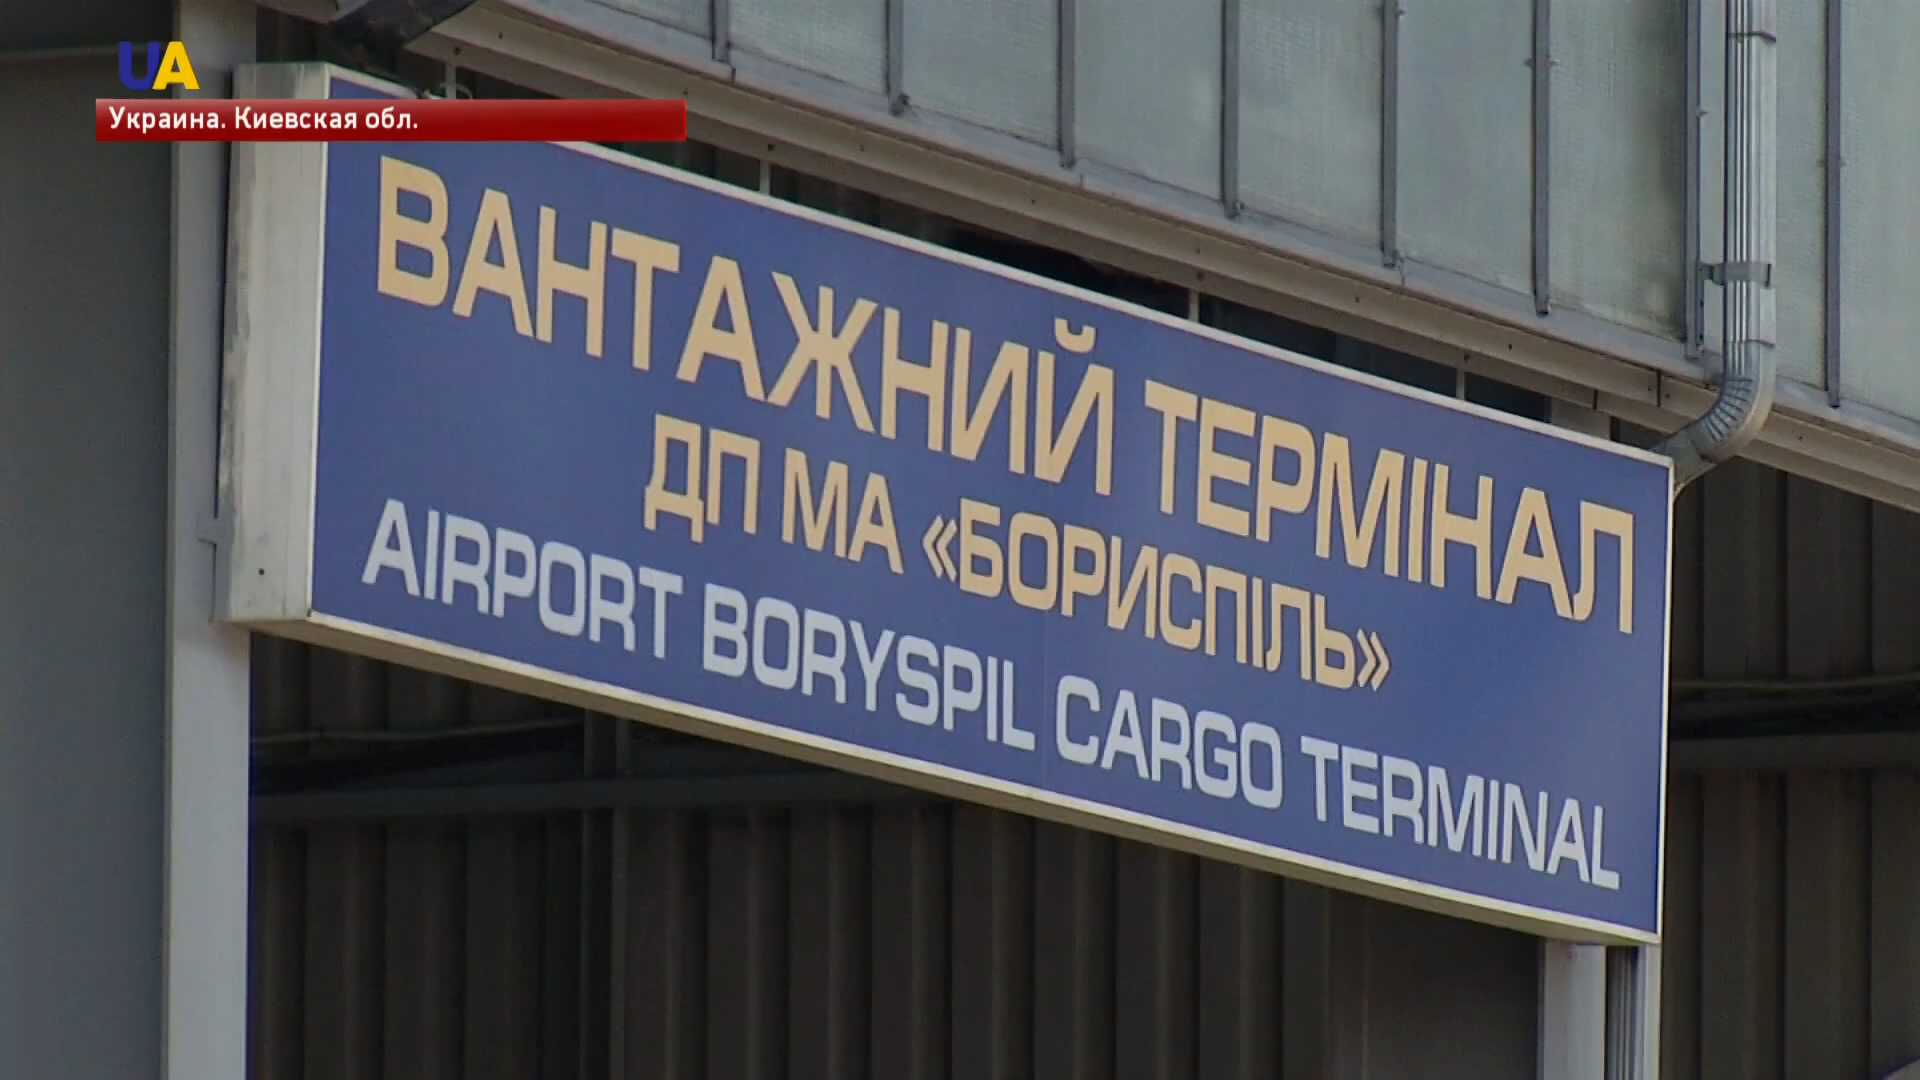 UA
Украина. Киевская обл.
ВАНТАЖНИЙ ТЕРМІНАЛ
ДП МА «БОРИСПІЛЬ»
AIRPORT BORYSPIL CARGO TERMINAL